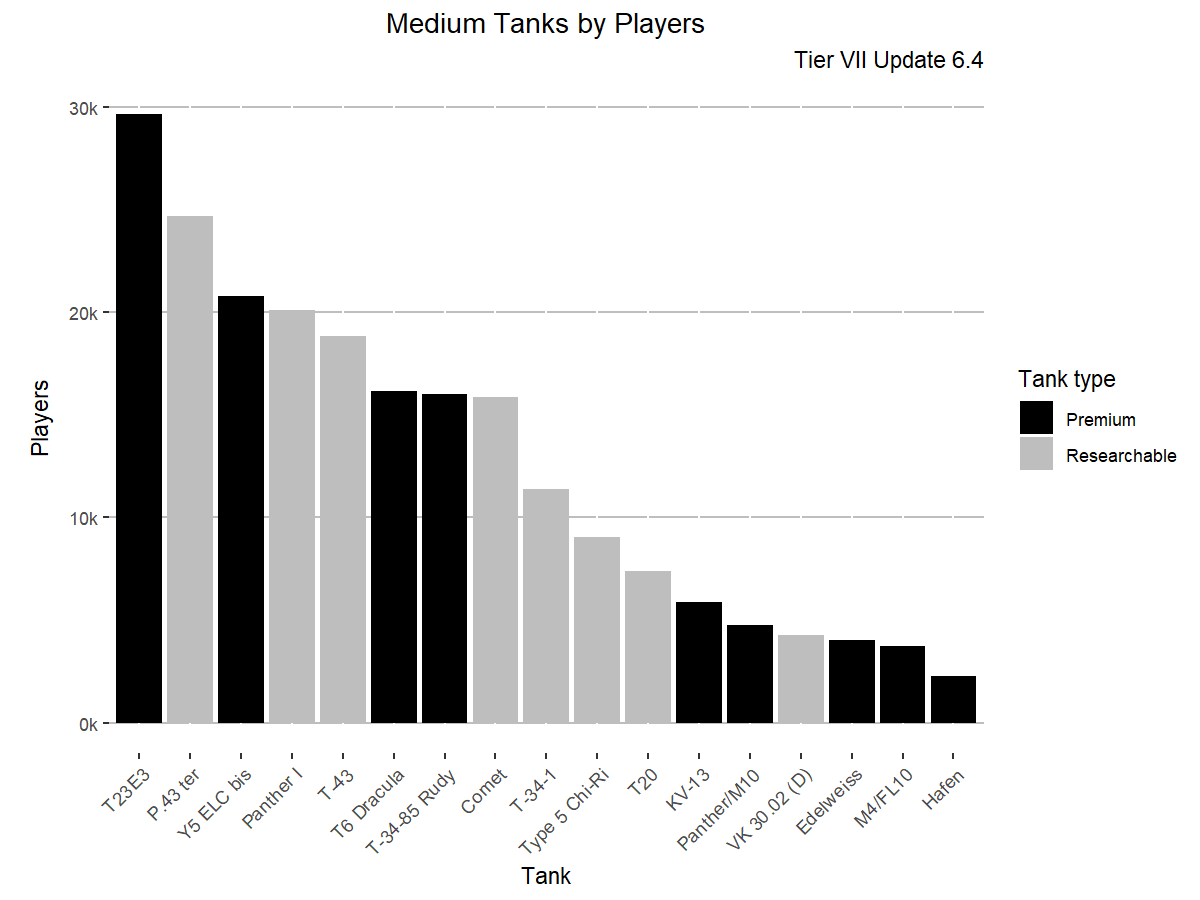 Medium Tanks by Players
Tier VII Update 6.4
30k
20k
10k
0k
Players
T23E3
P.43 ter
Y5 ELC bis
Panther I
T-43
T6 Dracula
T-34-85 Rudy
Comet
T-34-1
Type 5 Chi-Ri
T20
KV-13
Panther/M10
VK 30.02 (D)
Edelweiss
M4/FL10
Hafen
Tank
Tank type
Premium
Researchable